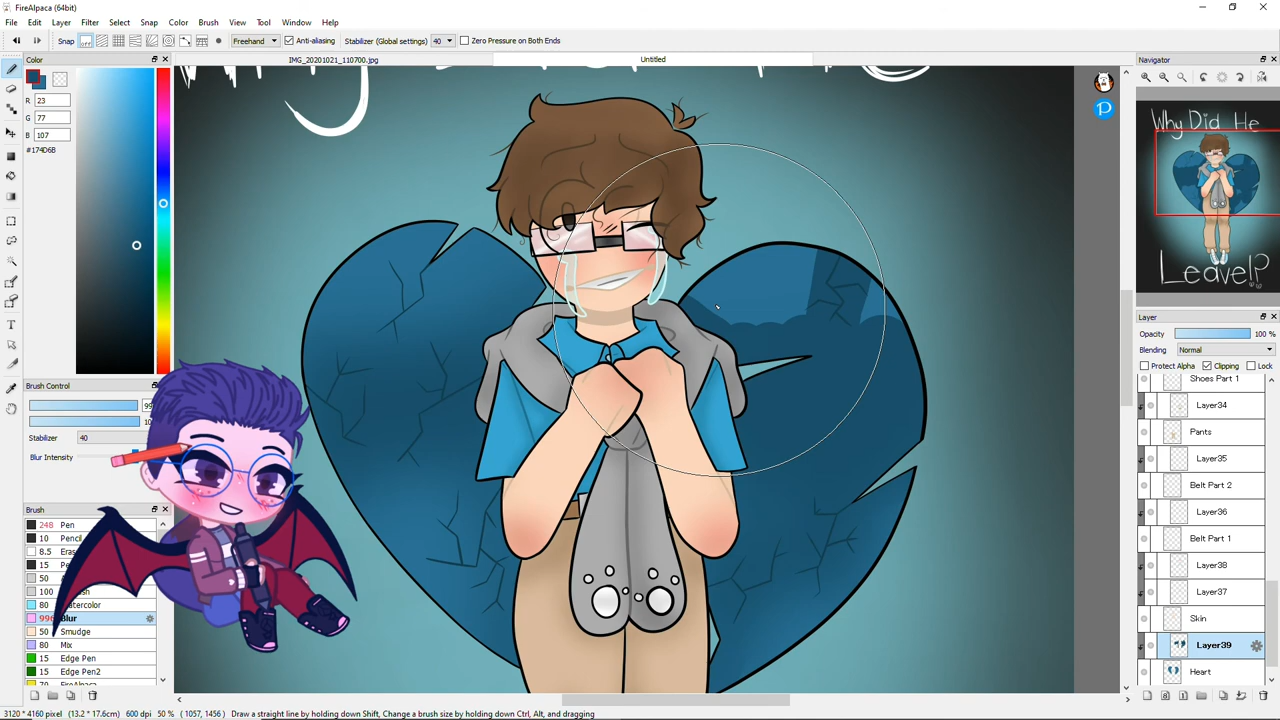 FireAlpaca (64bit)
File Edit Layer Filter Select Snap Color Brush View Tool Window Help
Snap OFF Freehand Anti-aliasing Stabilizer (Global settings) 40 Zero Pressure on Both Ends
Color
IMG_20201021_110700.jpg
Untitled
Navigator
R 23
G 77
B 107
#174D6B
Why Did He
Leave!?
Brush Control
Stabilizer 40
Blur Intensity
Layer
Opacity 100 %
Blending Normal
Protect Alpha Clipping Lock
Shoes Part 1
Layer34
Pants
Layer35
Belt Part 2
Layer36
Belt Part 1
Layer38
Layer37
Skin
Layer39
Heart
Brush
248 Pen
10 Pencil
8.5
15
50
100
80
996 Blur
50 Smudge
80 Mix
15 Edge Pen
15 Edge Pen2
3120 * 4160 pixel (13.2 * 17.6cm) 600 dpi 50 % ( 1057, 1456 ) Draw a straight line by holding down Shift, Change a brush size by holding down Ctrl, Alt, and dragging